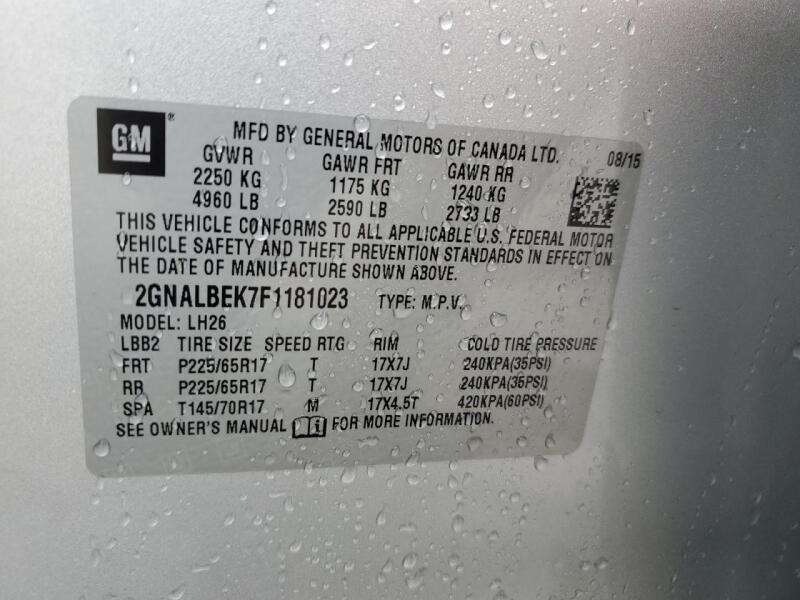 GM® MFD BY GENERAL MOTORS OF CANADA LTD. 08/15
GVWR GAWR FRT GAWR RR
2250 KG 1175 KG 1240 KG
4960 LB 2590 LB 2733 LB
THIS VEHICLE CONFORMS TO ALL APPLICABLE U.S. FEDERAL MOTOR
VEHICLE SAFETY AND THEFT PREVENTION STANDARDS IN EFFECT ON
THE DATE OF MANUFACTURE SHOWN ABOVE.
2GNALBEK7F1181023 TYPE: M.P.V.
MODEL: LH26
LBB2 TIRE SIZE SPEED RTG RIM COLD TIRE PRESSURE
FRT P225/65R17 T 17X7J 240KPA(35PSI)
RR P225/65R17 T 17X7J 240KPA(35PSI)
SPA T145/70R17 M 17X4.5T 420KPA(60PSI)
SEE OWNER'S MANUAL i FOR MORE INFORMATION.